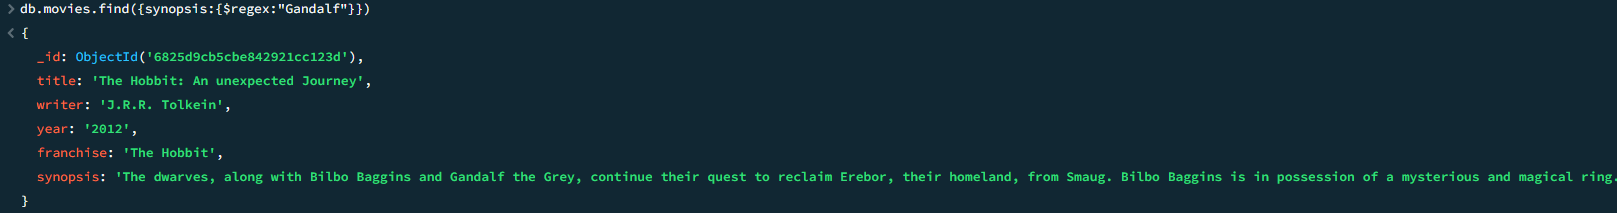 > db.movies.find({synopsis:{$regex:"Gandalf"}})
< {
_id: ObjectId('6825d9cb5cbe842921cc123d'),
title: 'The Hobbit: An unexpected Journey',
writer: 'J.R.R. Tolkein',
year: '2012',
franchise: 'The Hobbit',
synopsis: 'The dwarves, along with Bilbo Baggins and Gandalf the Grey, continue their quest to reclaim Erebor, their homeland, from Smaug. Bilbo Baggins is in possession of a mysterious and magical ring.
}